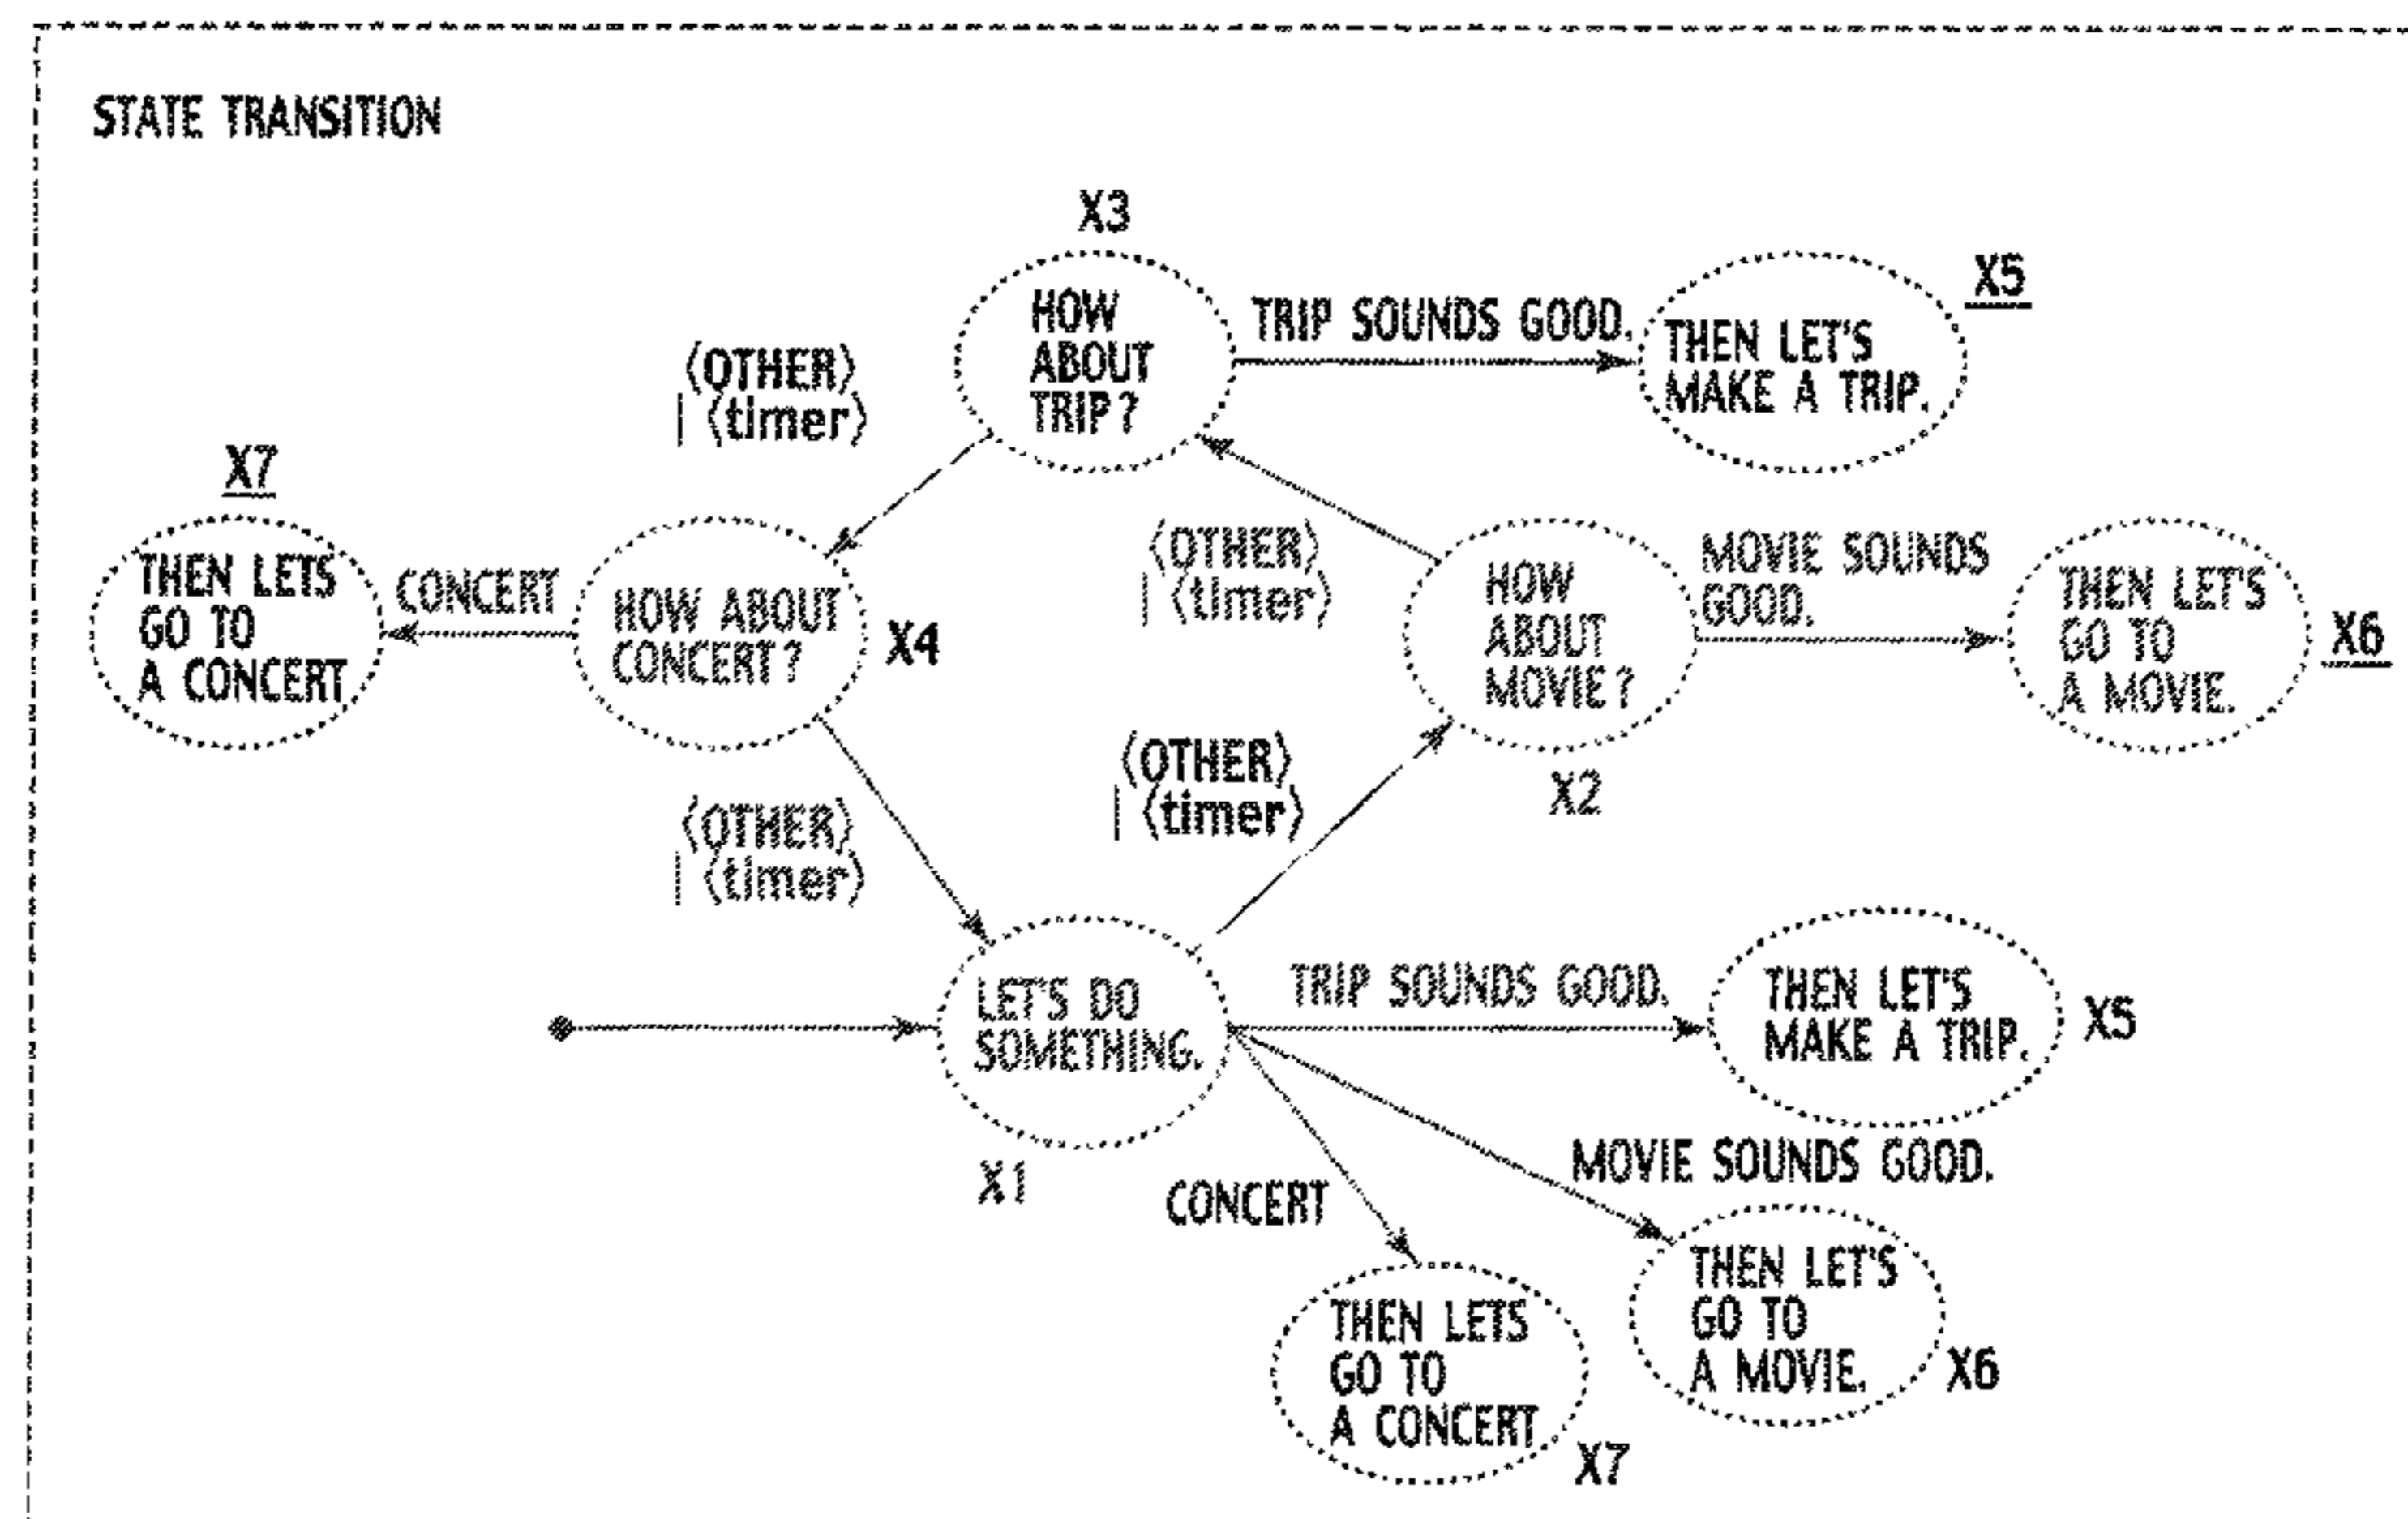 STATE TRANSITION
X3
HOW
ABOUT
TRIP?
TRIP SOUNDS GOOD.
X5
THEN LET'S
MAKE A TRIP.
⟨OTHER⟩
| ⟨timer⟩
X7
THEN LETS
GO TO
A CONCERT
CONCERT
HOW ABOUT
CONCERT?
X4
⟨OTHER⟩
| ⟨timer⟩
HOW
ABOUT
MOVIE?
X2
MOVIE SOUNDS
GOOD.
THEN LET'S
GO TO
A MOVIE.
X6
⟨OTHER⟩
| ⟨timer⟩
⟨OTHER⟩
| ⟨timer⟩
LET'S DO
SOMETHING.
X1
TRIP SOUNDS GOOD.
THEN LET'S
MAKE A TRIP.
X5
MOVIE SOUNDS GOOD.
CONCERT
THEN LET'S
GO TO
A MOVIE.
X6
THEN LETS
GO TO
A CONCERT
X7